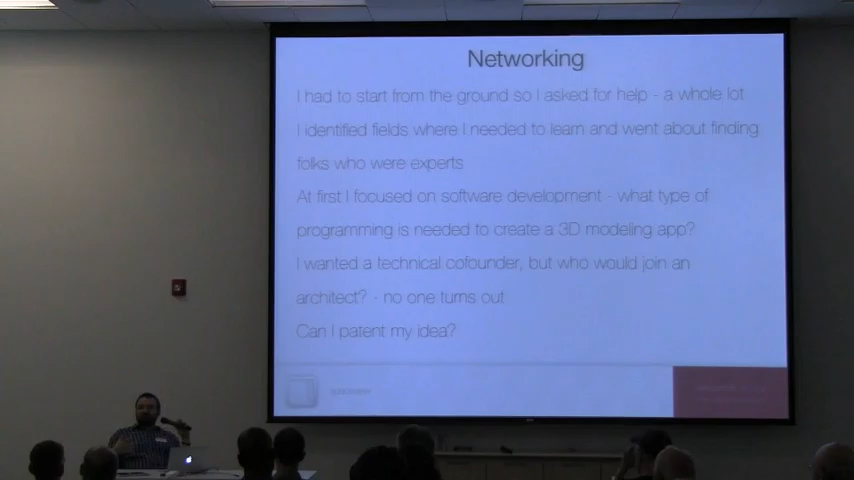 Networking
I had to start from the ground so I asked for help - a whole lot
I identified fields where I needed to learn and went about finding
folks who were experts
At first I focused on software development - what type of
programming is needed to create a 3D modeling app?
I wanted a technical cofounder, but who would join an
architect? - no one turns out
Can I patent my idea?